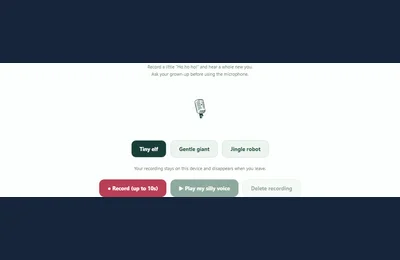 Record a little "Ho ho ho!" and hear a whole new you.
Ask your grown-up before using the microphone.
Tiny elf
Gentle giant
Jingle robot
Your recording stays on this device and disappears when you leave.
● Record (up to 10s)
▶ Play my silly voice
Delete recording